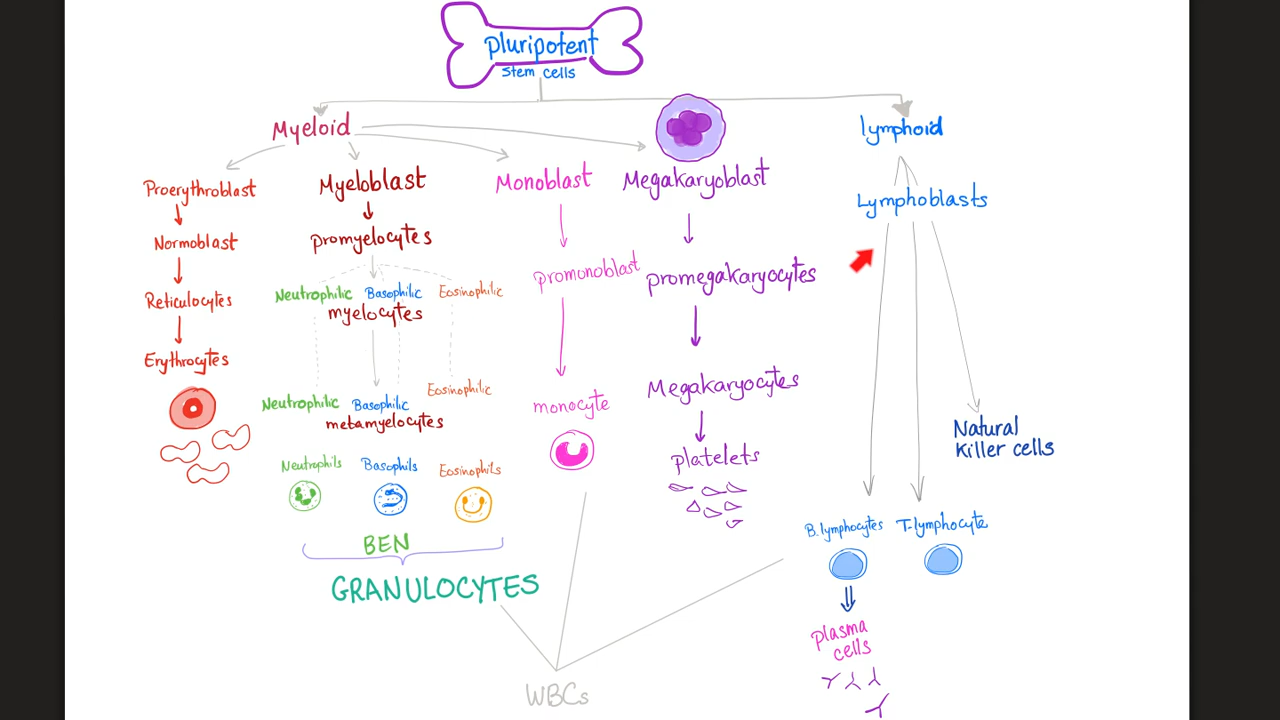 Pluripotent
Stem cells
Myeloid
lymphoid
Proerythroblast
Myeloblast
Monoblast
Megakaryoblast
Lymphoblasts
Normoblast
promyelocytes
promonoblast
promegakaryocytes
Reticulocytes
Neutrophilic Basophilic Eosinophilic
myelocytes
Erythrocytes
Neutrophilic Basophilic Eosinophilic
metamyelocytes
monocyte
Megakaryocytes
Natural
Killer cells
Neutrophils Basophils Eosinophils
platelets
BEN
GRANULOCYTES
B.lymphocytes T.lymphocyte
plasma
cells
WBCs